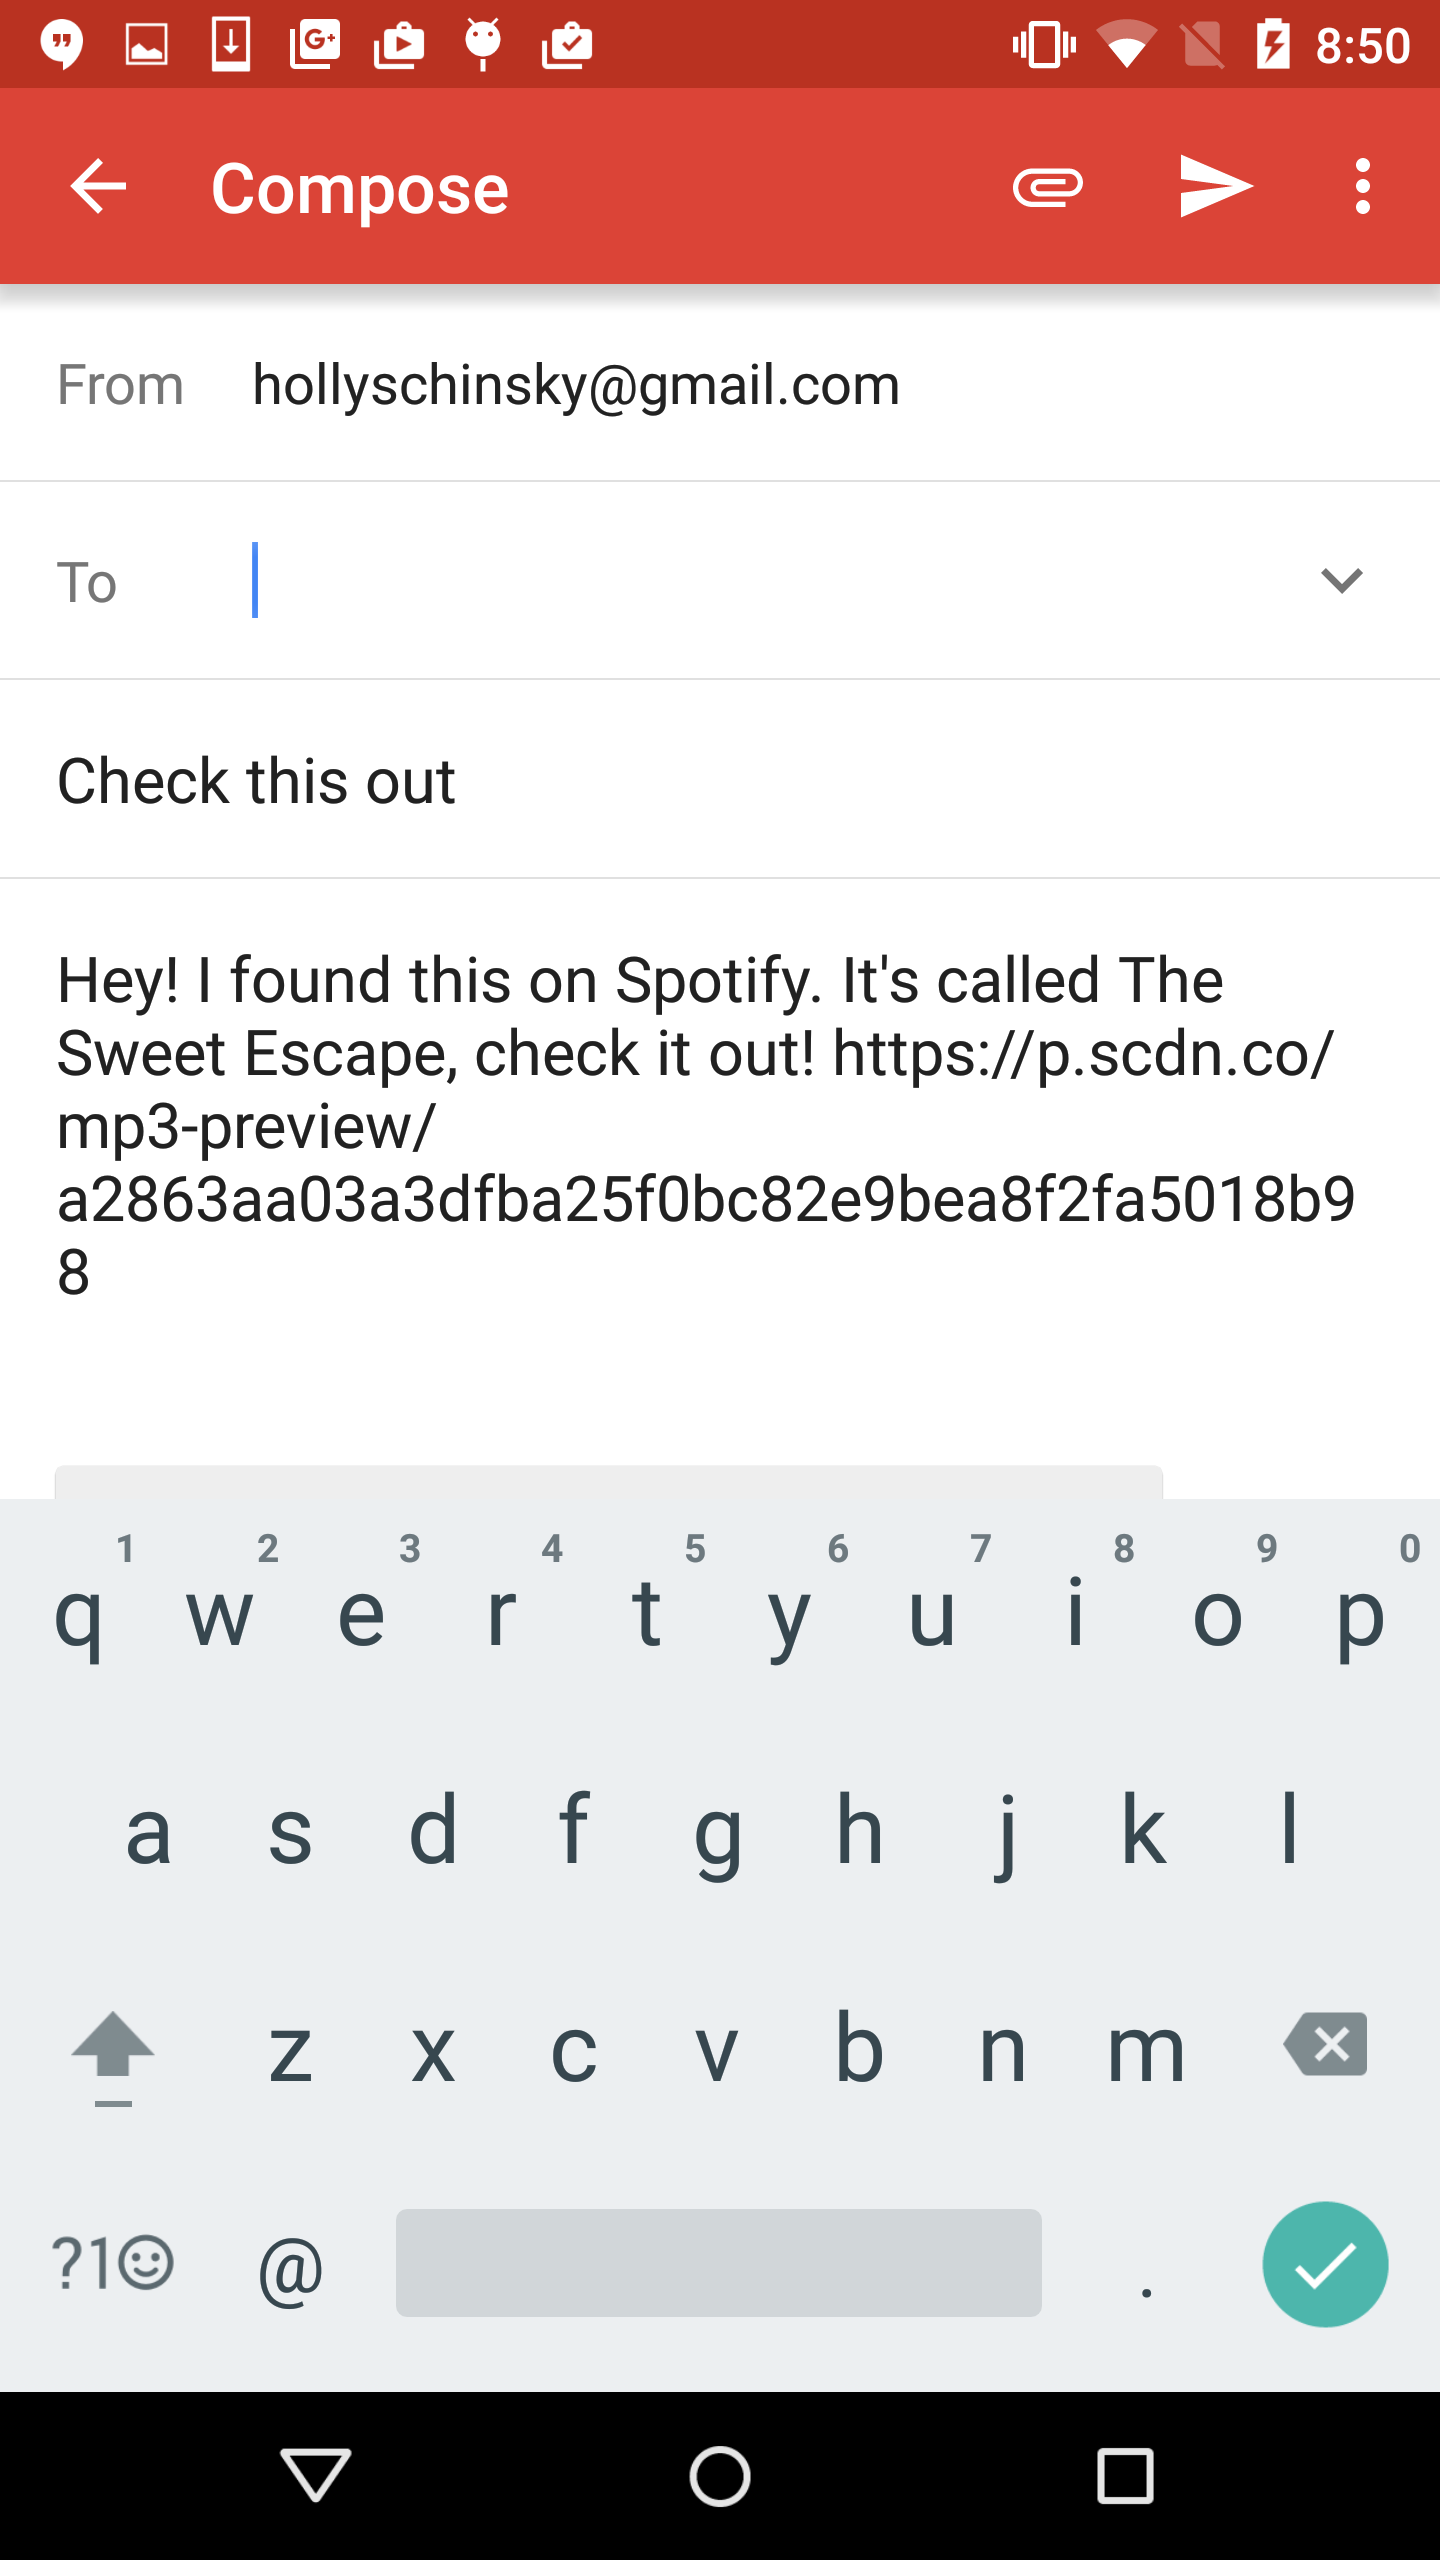 8:50
Compose
From hollyschinsky@gmail.com
To
Check this out
Hey! I found this on Spotify. It's called The
Sweet Escape, check it out! https://p.scdn.co/
mp3-preview/
a2863aa03a3dfba25f0bc82e9bea8f2fa5018b9
8
1 2 3 4 5 6 7 8 9 0
q w e r t y u i o p
a s d f g h j k l
z x c v b n m
?1☺ @ .